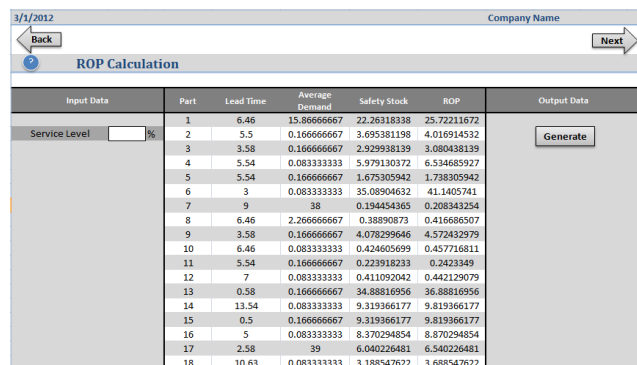 3/1/2012 Company Name
Back Next
? ROP Calculation
Input Data Part Lead Time Average Demand Safety Stock ROP Output Data
1 6.46 15.86666667 22.26318338 25.72211672
Service Level % 2 5.5 0.166666667 3.695381198 4.016914532 Generate
3 3.58 0.166666667 2.929938139 3.080438139
4 5.54 0.083333333 5.979130372 6.534685927
5 5.54 0.166666667 1.675305942 1.738305942
6 3 0.083333333 35.08904632 41.1405741
7 9 38 0.194454365 0.208343254
8 6.46 2.266666667 0.38890873 0.416686507
9 3.58 0.166666667 4.078299646 4.572432979
10 6.46 0.083333333 0.424605699 0.457716811
11 5.54 0.166666667 0.223918233 0.2423349
12 7 0.083333333 0.411092042 0.442129079
13 0.58 0.166666667 34.88816956 36.88816956
14 13.54 0.083333333 9.319366177 9.819366177
15 0.5 0.166666667 9.319366177 9.819366177
16 5 0.083333333 8.370294854 8.870294854
17 2.58 39 6.040226481 6.540226481
18 10.63 0.083333333 3.188547622 3.688547622